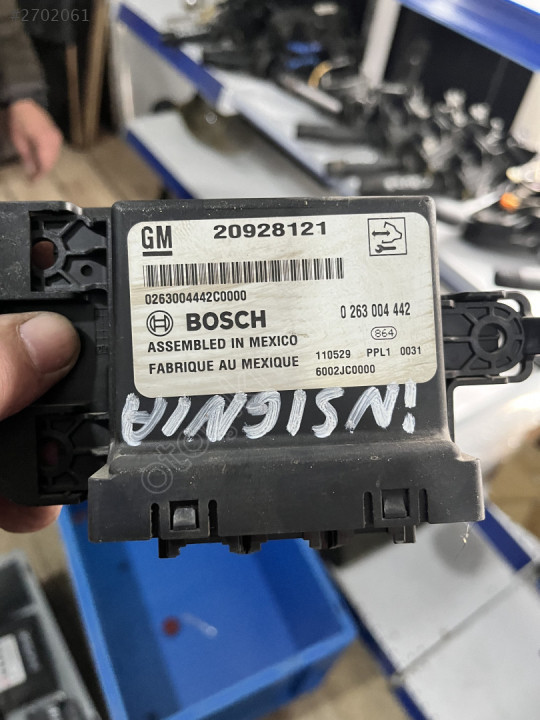 2702061
GM 20928121
0263004442C0000
BOSCH 0 263 004 442
864
ASSEMBLED IN MEXICO
FABRIQUE AU MEXIQUE
110529 PPL1 0031
6002JC0000
iNSIGNIA